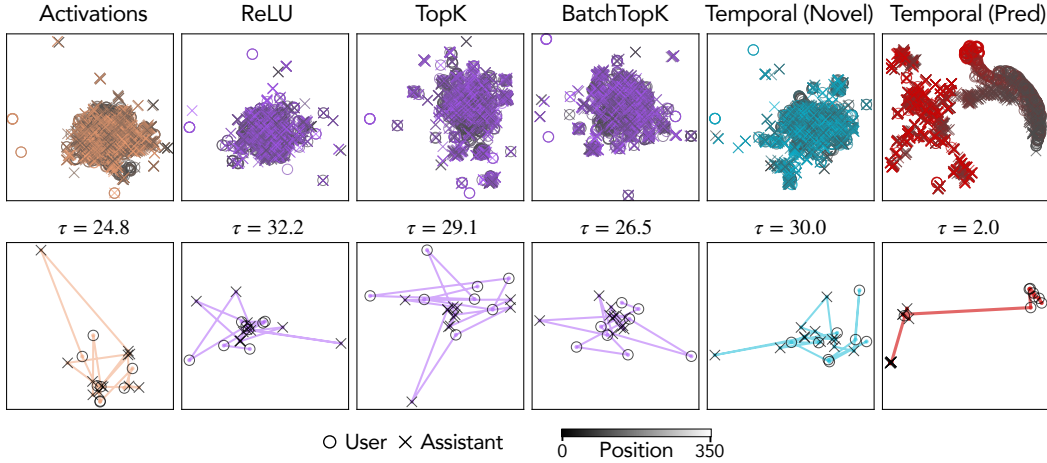 Activations ReLU TopK BatchTopK Temporal (Novel) Temporal (Pred)
τ = 24.8 τ = 32.2 τ = 29.1 τ = 26.5 τ = 30.0 τ = 2.0
User Assistant
0 Position 350